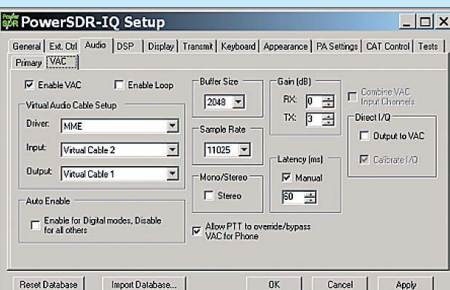 Power SDR PowerSDR-IQ Setup
General Ext. Ctrl Audio DSP Display Transmit Keyboard Appearance PA Settings CAT Control Tests
Primary VAC
Enable VAC Enable Loop
Virtual Audio Cable Setup
Driver: MME
Input: Virtual Cable 2
Output: Virtual Cable 1
Auto Enable
Enable for Digital modes, Disable
for all others
Buffer Size
2048
Sample Rate
11025
Mono/Stereo
Stereo
Gain (dB)
RX: 0
TX: 3
Latency (ms)
Manual
60
Allow PTT to override/bypass
VAC for Phone
Combine VAC
Input Channels
Direct I/Q
Output to VAC
Calibrate I/Q
Reset Database Import Database... OK Cancel Apply